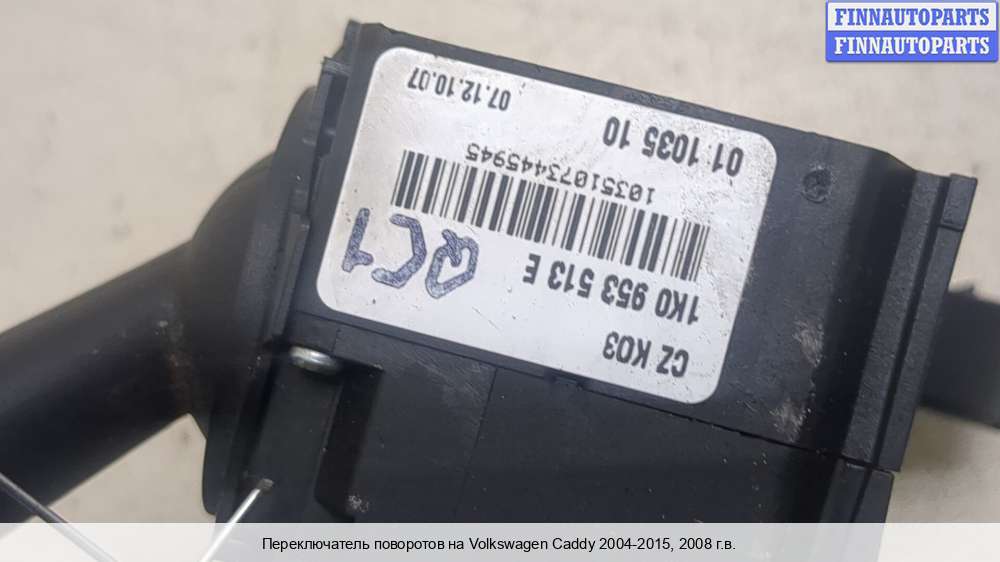 FINNAUTOPARTS
FINNAUTOPARTS
CZ K03
1K0 953 513 E
QC1
10351073445945
01 1035 10
07.12.10.07
Переключатель поворотов на Volkswagen Caddy 2004-2015, 2008 г.в.